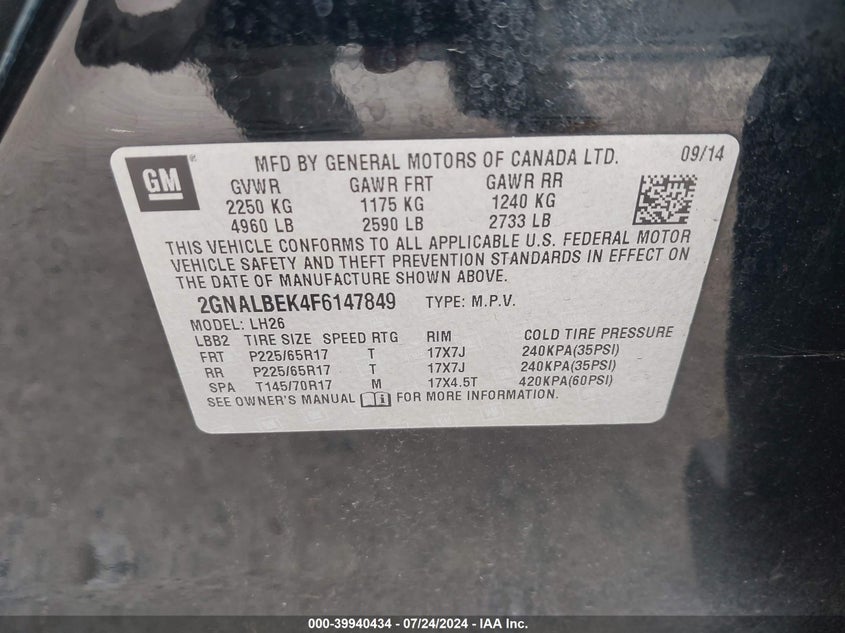 GM
MFD BY GENERAL MOTORS OF CANADA LTD. 09/14
GVWR GAWR FRT GAWR RR
2250 KG 1175 KG 1240 KG
4960 LB 2590 LB 2733 LB
THIS VEHICLE CONFORMS TO ALL APPLICABLE U.S. FEDERAL MOTOR
VEHICLE SAFETY AND THEFT PREVENTION STANDARDS IN EFFECT ON
THE DATE OF MANUFACTURE SHOWN ABOVE.
2GNALBEK4F6147849 TYPE: M.P.V.
MODEL: LH26
LBB2 TIRE SIZE SPEED RTG RIM COLD TIRE PRESSURE
FRT P225/65R17 T 17X7J 240KPA(35PSI)
RR P225/65R17 T 17X7J 240KPA(35PSI)
SPA T145/70R17 M 17X4.5T 420KPA(60PSI)
SEE OWNER'S MANUAL FOR MORE INFORMATION.
000-39940434 / 07/24/2024 - IAA Inc.